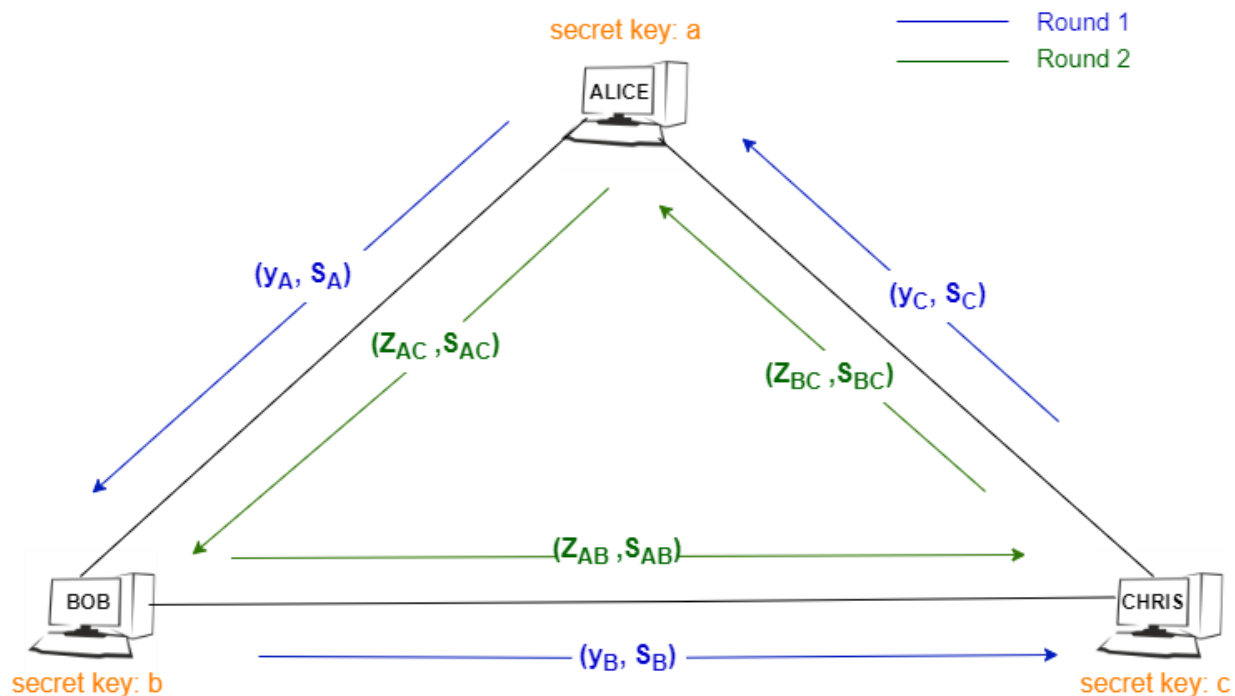 Round 1
secret key: a
Round 2
ALICE
(yA, SA)
(yC, SC)
(ZAC ,SAC)
(ZBC ,SBC)
(ZAB ,SAB)
BOB
CHRIS
(yB, SB)
secret key: b
secret key: c